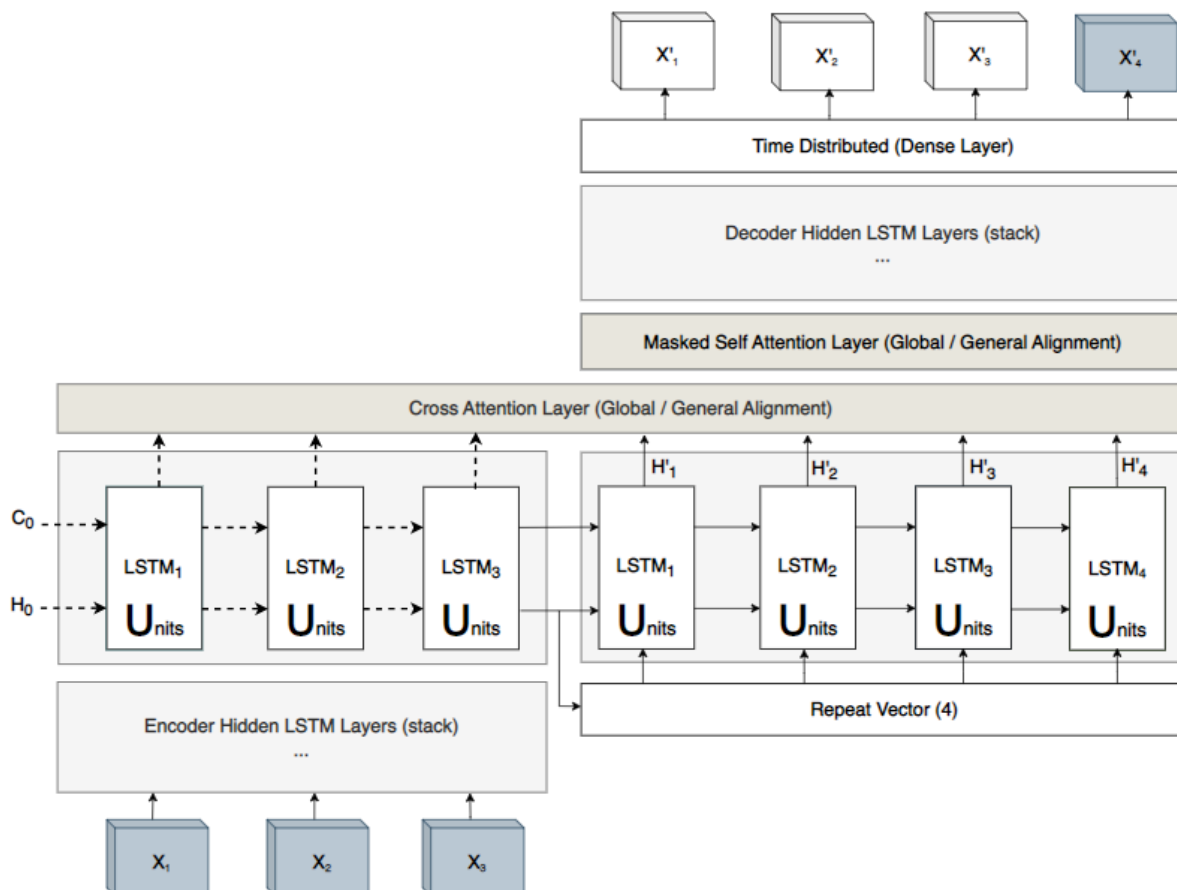 X'₁ X'₂ X'₃ X'₄
Time Distributed (Dense Layer)
Decoder Hidden LSTM Layers (stack)
...
Masked Self Attention Layer (Global / General Alignment)
Cross Attention Layer (Global / General Alignment)
H'₁ H'₂ H'₃ H'₄
C₀
LSTM₁ LSTM₂ LSTM₃ LSTM₁ LSTM₂ LSTM₃ LSTM₄
H₀
Units Units Units Units Units Units Units
Repeat Vector (4)
Encoder Hidden LSTM Layers (stack)
...
X₁ X₂ X₃